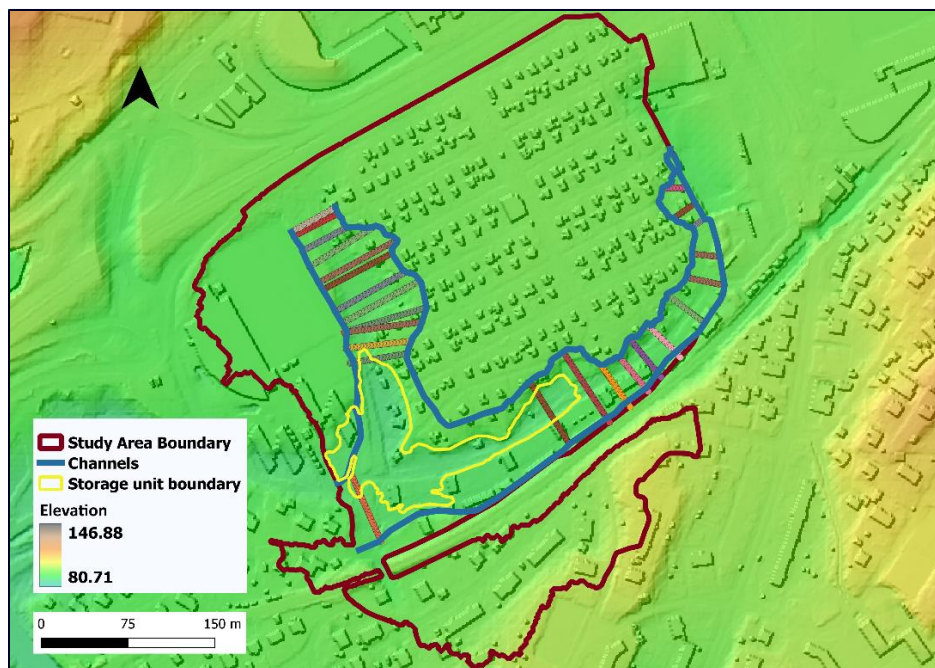 Study Area Boundary
Channels
Storage unit boundary
Elevation
146.88
80.71
0 75 150 m